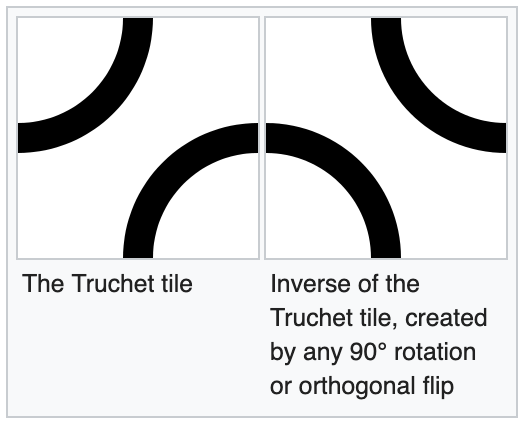 The Truchet tile
Inverse of the
Truchet tile, created
by any 90° rotation
or orthogonal flip